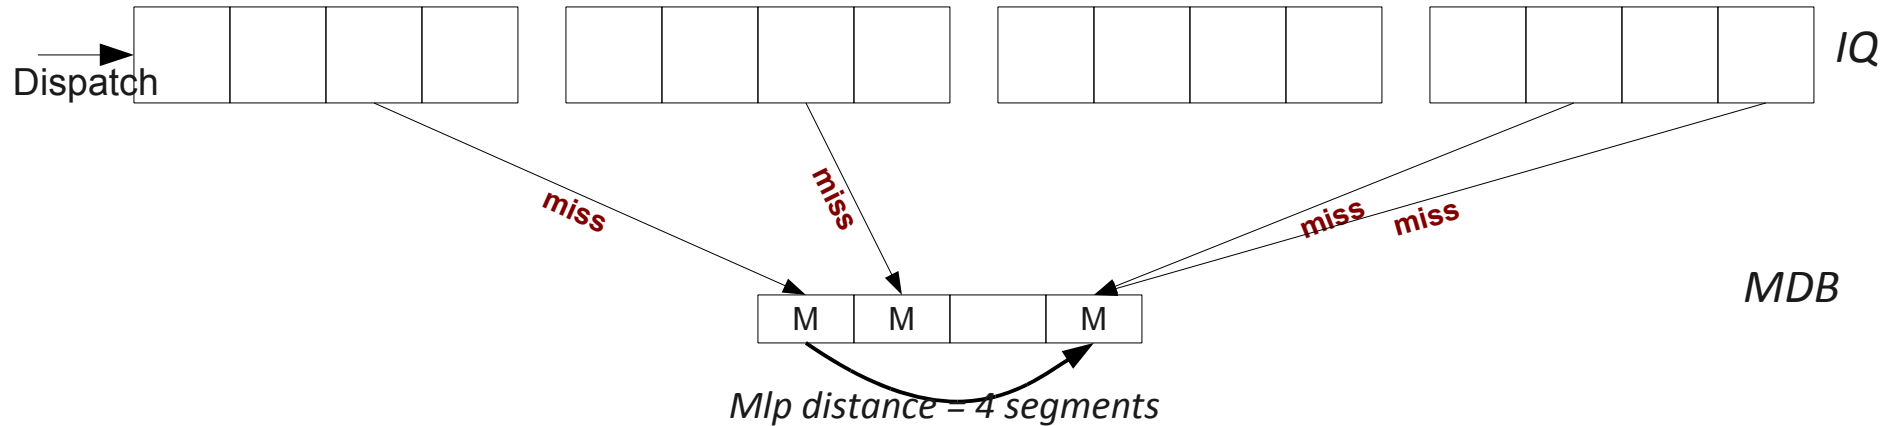 IQ
Dispatch
miss
miss
miss
miss
MDB
M
M
M
Mlp distance = 4 segments